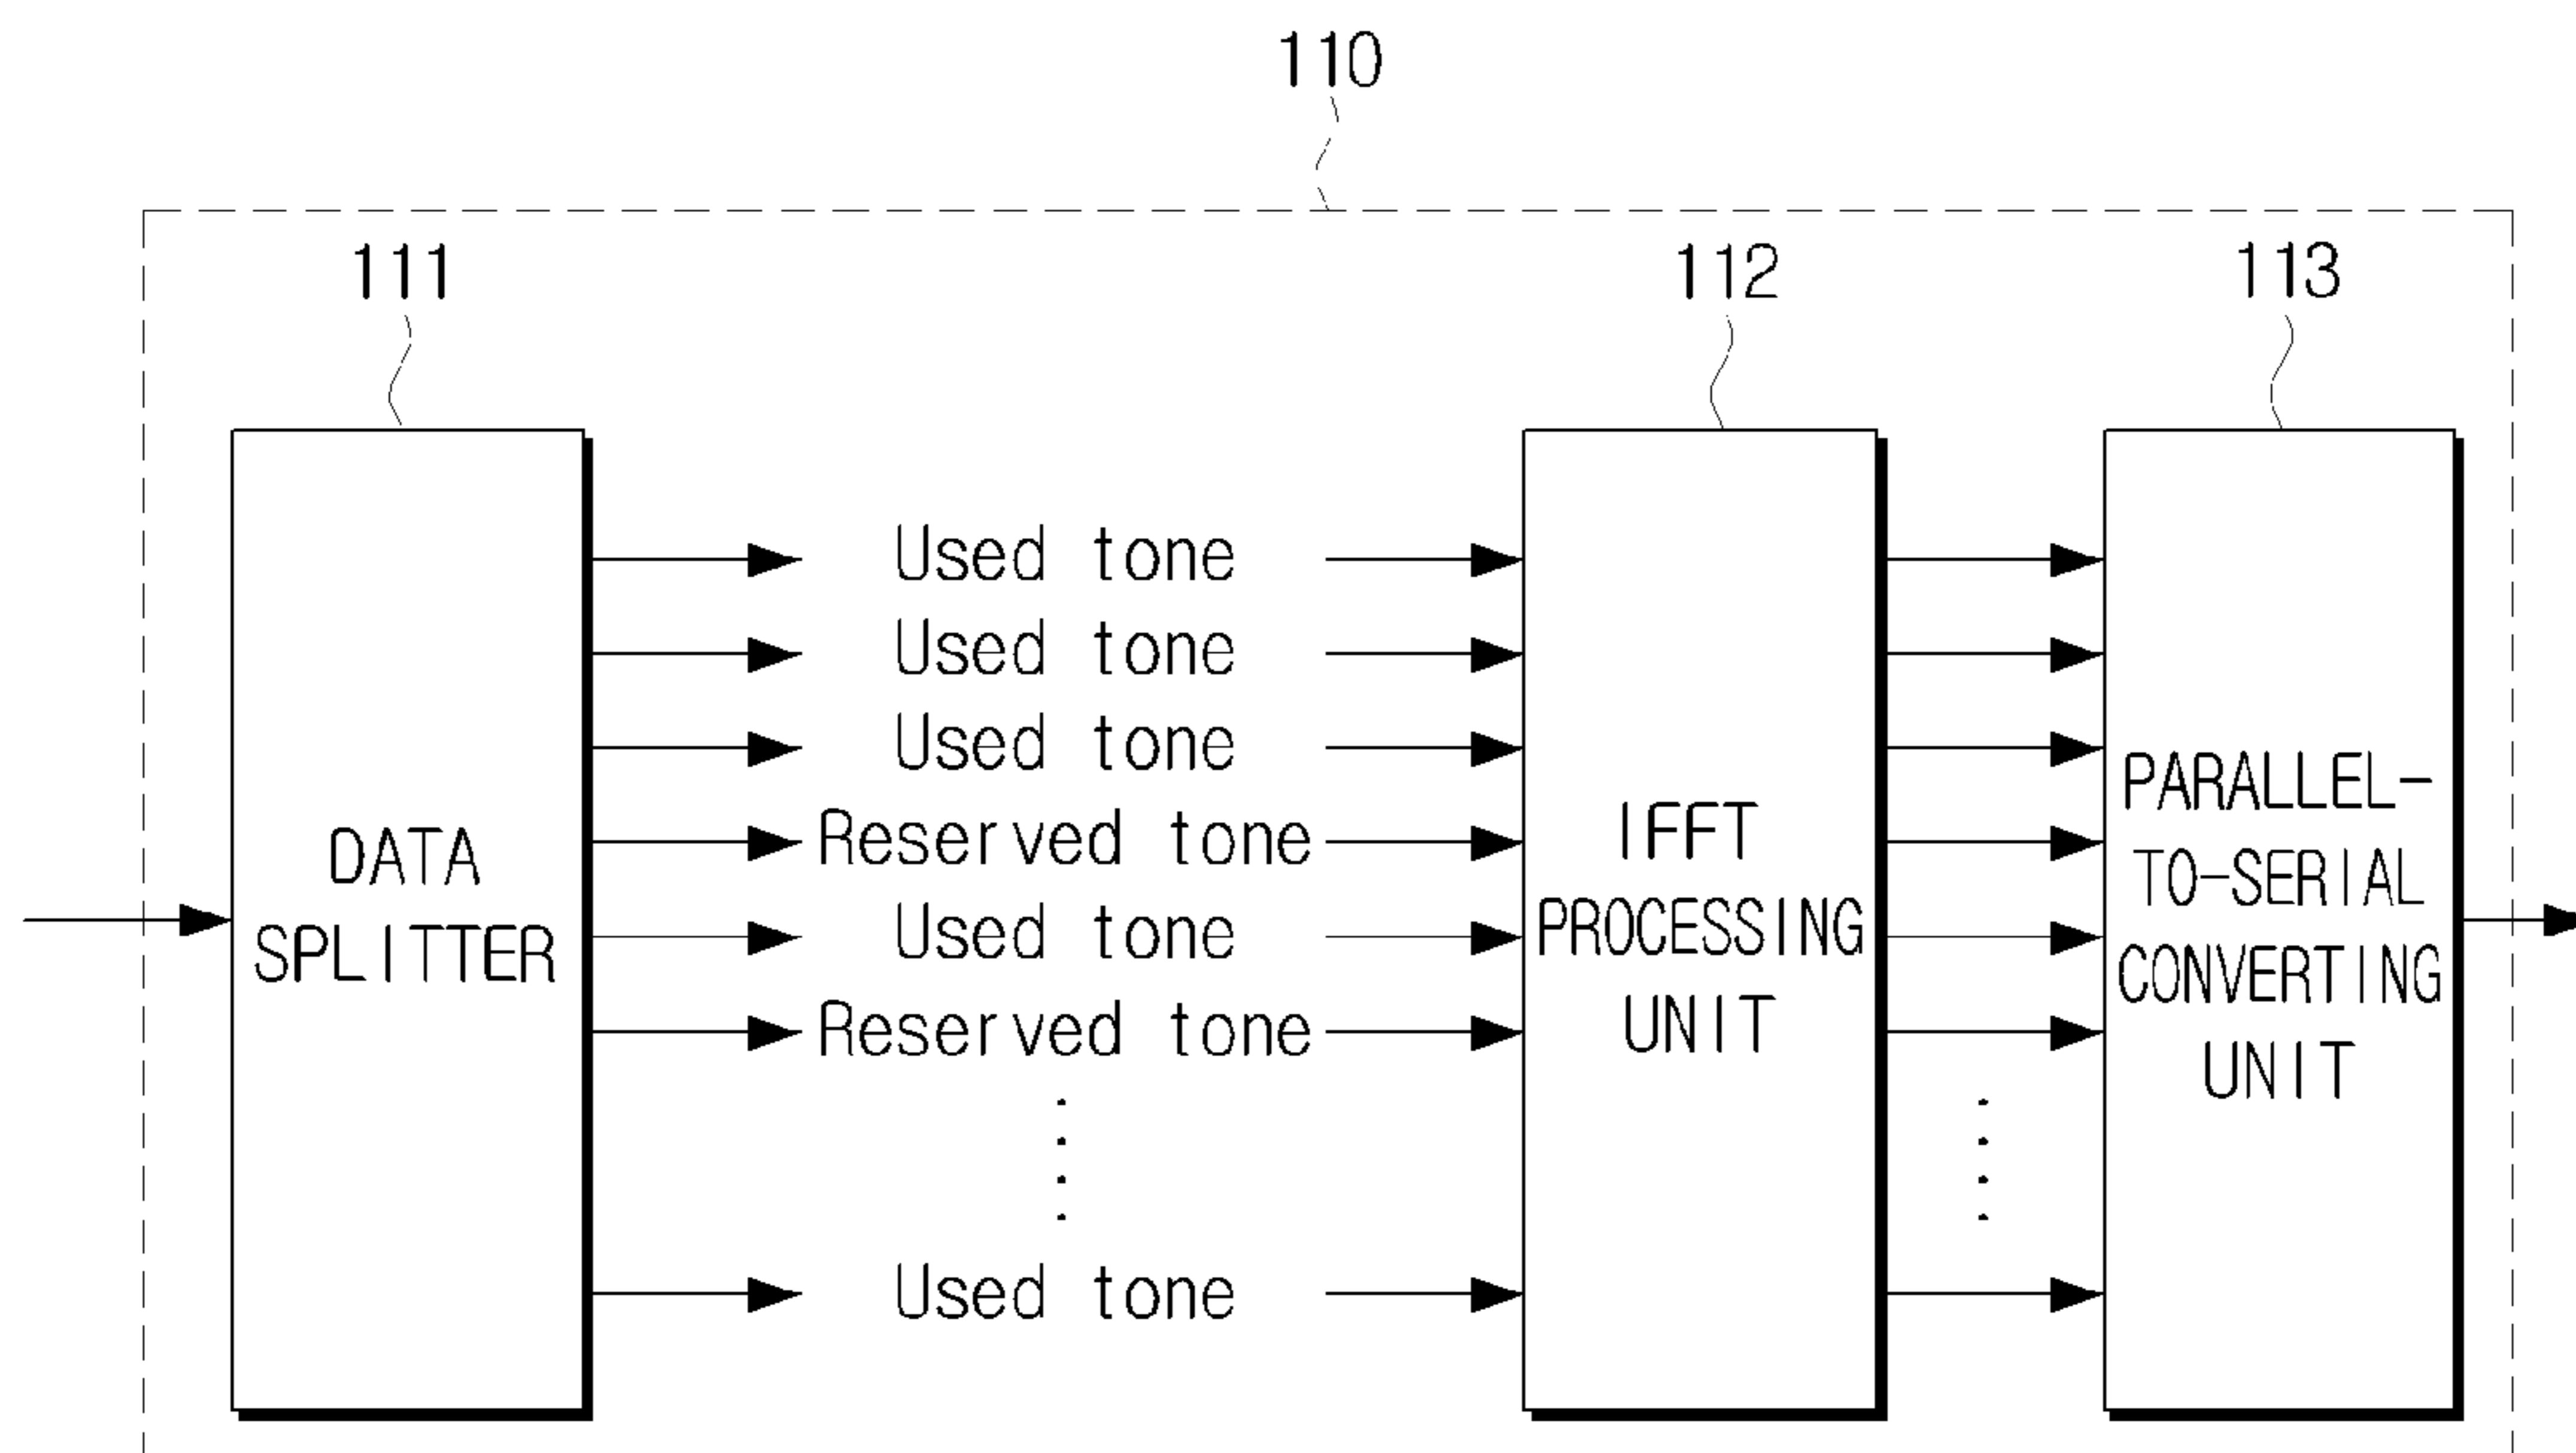 110
111
112
113
Used tone
Used tone
Used tone
Reserved tone
Used tone
Reserved tone
Used tone
DATA
SPLITTER
IFFT
PROCESSING
UNIT
PARALLEL-
TO-SERIAL
CONVERTING
UNIT